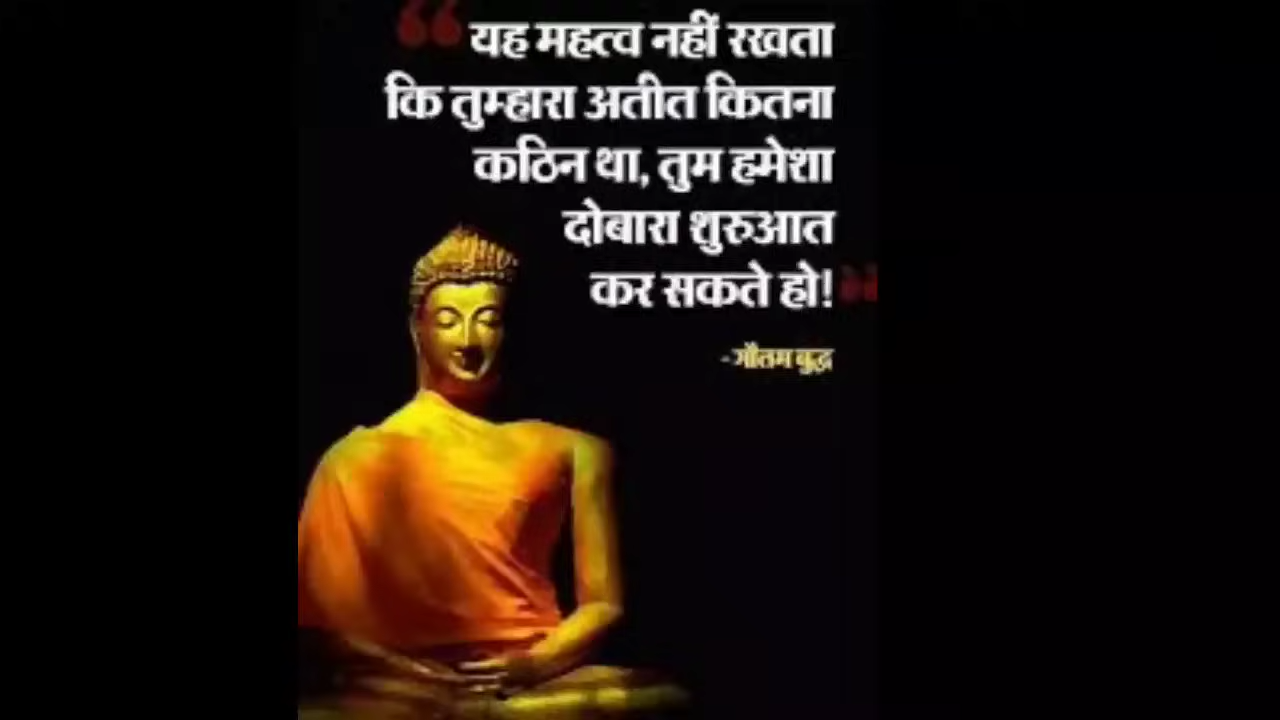 “यह महत्व नहीं रखता
कि तुम्हारा अतीत कितना
कठिन था, तुम हमेशा
दोबारा शुरुआत
कर सकते हो!”
- गौतम बुद्ध